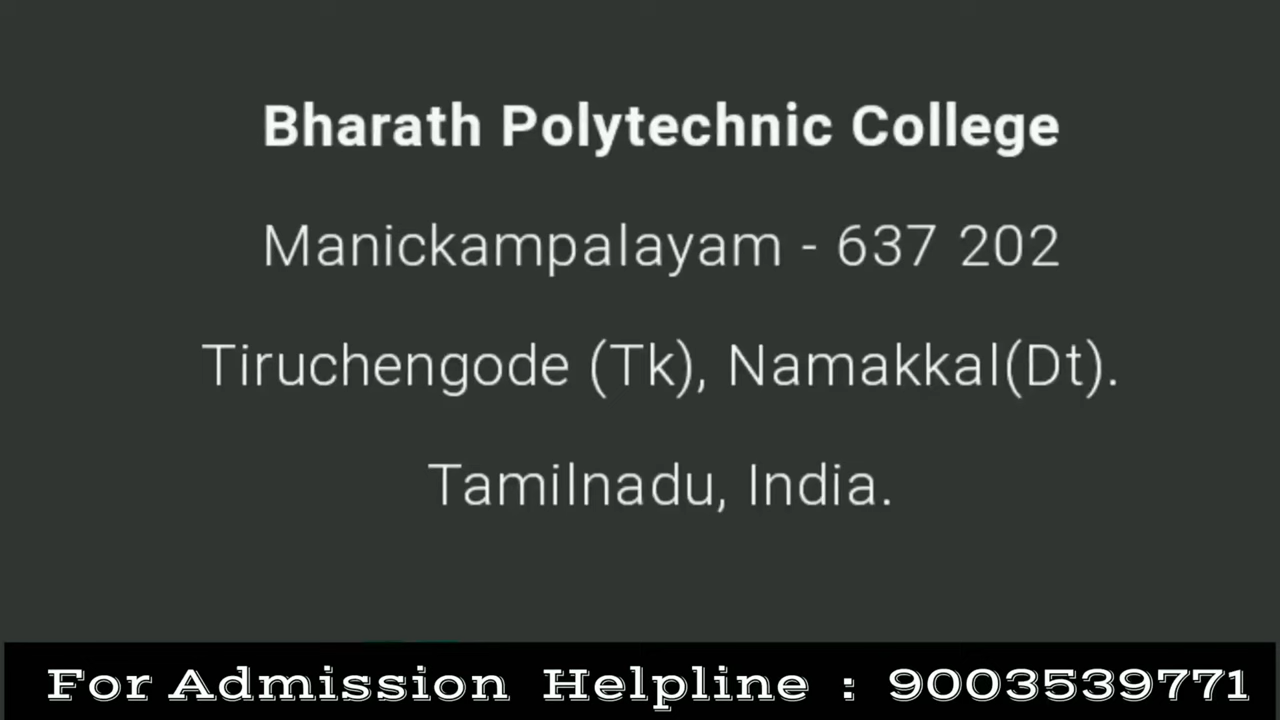 Bharath Polytechnic College
Manickampalayam - 637 202
Tiruchengode (Tk), Namakkal(Dt).
Tamilnadu, India.
For Admission Helpline : 9003539771